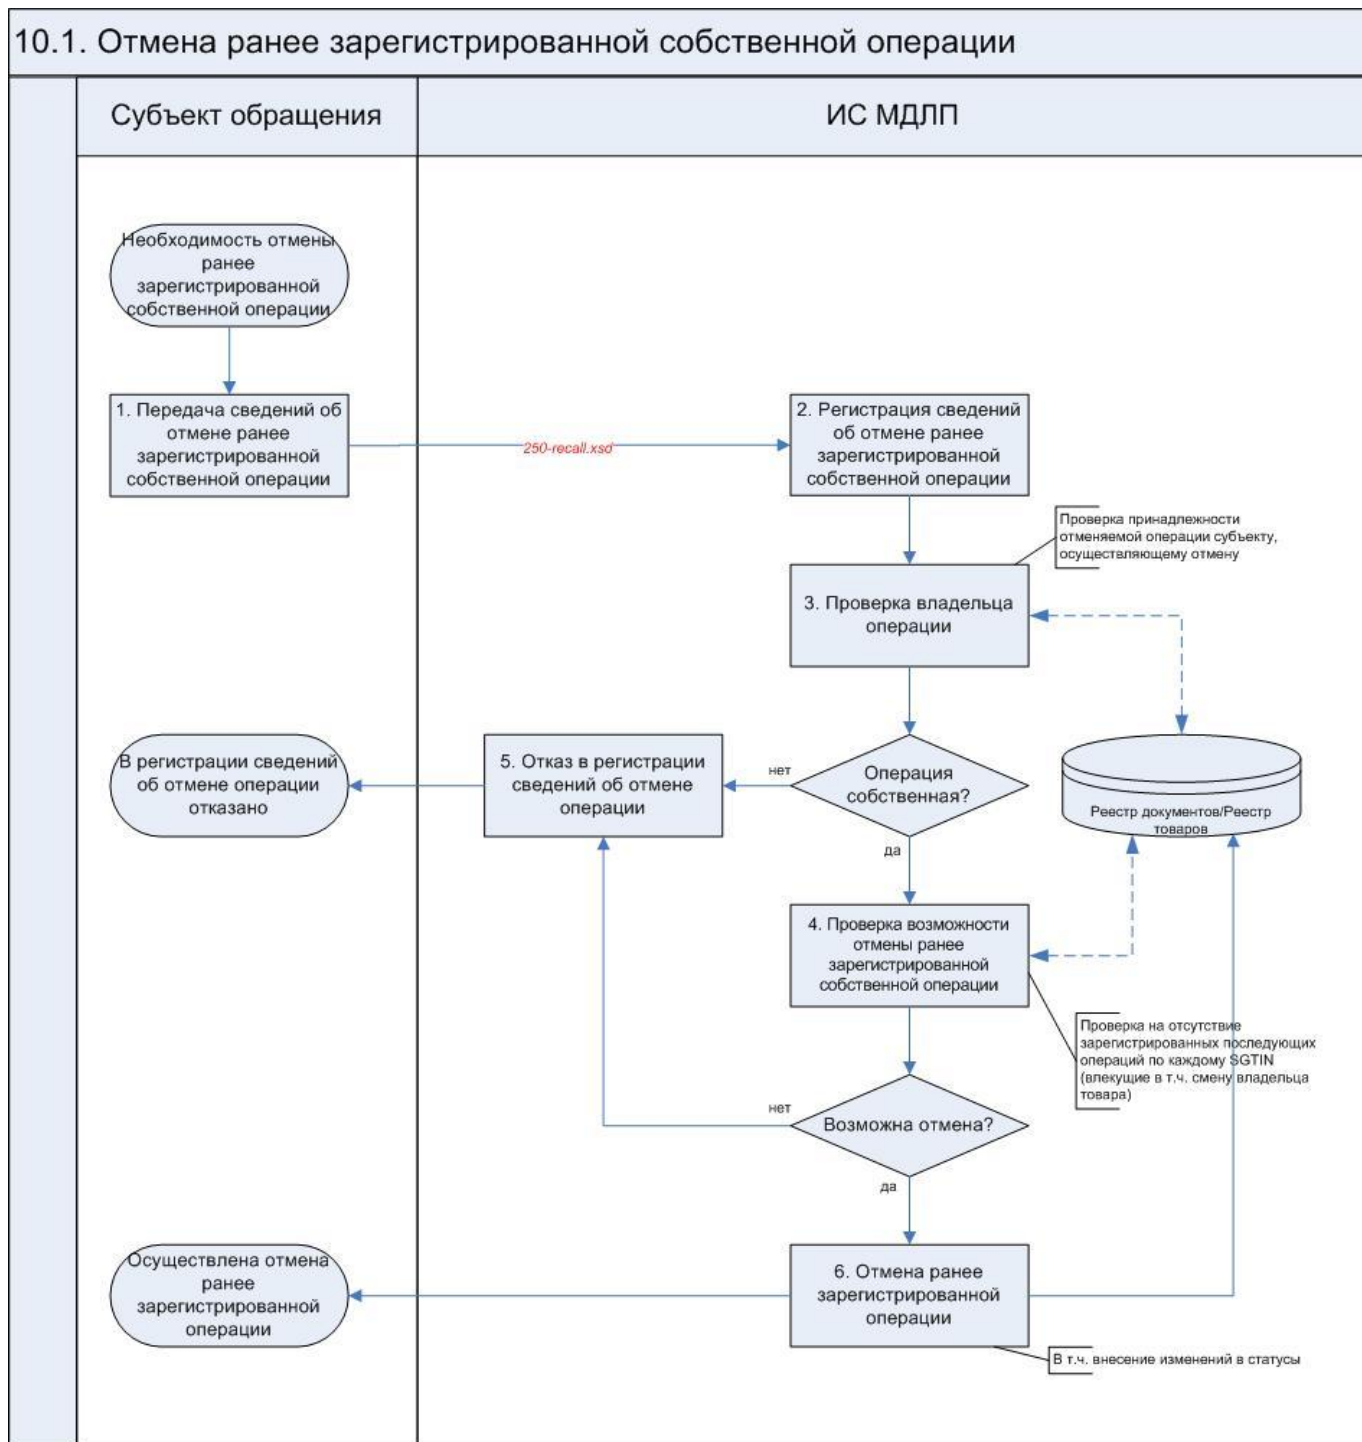 10.1. Отмена ранее зарегистрированной собственной операции
Субъект обращения
ИС МДЛП
Необходимость отмены
ранее
зарегистрированной
собственной операции
1. Передача сведений об
отмене ранее
зарегистрированной
собственной операции
250-recall.xsd
2. Регистрация сведений
об отмене ранее
зарегистрированной
собственной операции
Проверка принадлежности
отменяемой операции субъекту,
осуществляющему отмену
3. Проверка владельца
операции
В регистрации сведений
об отмене операции
отказано
5. Отказ в регистрации
сведений об отмене
операции
нет
Операция
собственная?
Реестр документов/Реестр
товаров
да
4. Проверка возможности
отмены ранее
зарегистрированной
собственной операции
Проверка на отсутствие
зарегистрированных последующих
операций по каждому SGTIN
(влекущие в т.ч. смену владельца
товара)
нет
Возможна отмена?
да
Осуществлена отмена
ранее
зарегистрированной
операции
6. Отмена ранее
зарегистрированной
операции
В т.ч. внесение изменений в статусы